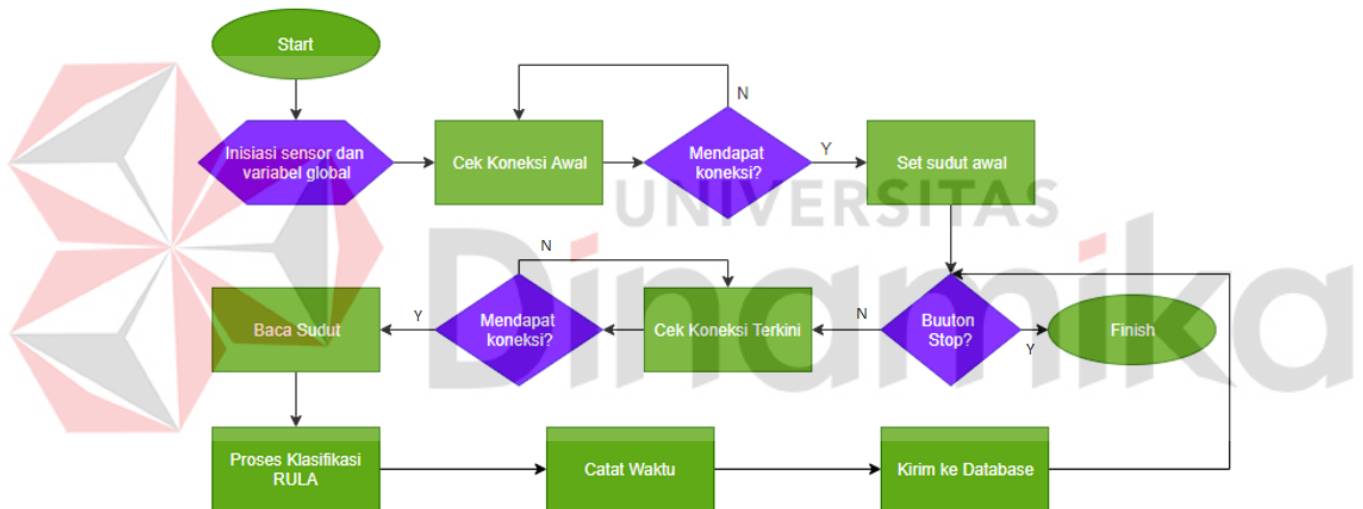 Start
Inisiasi sensor dan
variabel global
Cek Koneksi Awal
N
Mendapat
koneksi?
Y
Set sudut awal
UNIVERSITAS
Dinamika
N
Baca Sudut
Y
Mendapat
koneksi?
Cek Koneksi Terkini
N
Buuton
Stop?
Y
Finish
Proses Klasifikasi
RULA
Catat Waktu
Kirim ke Database